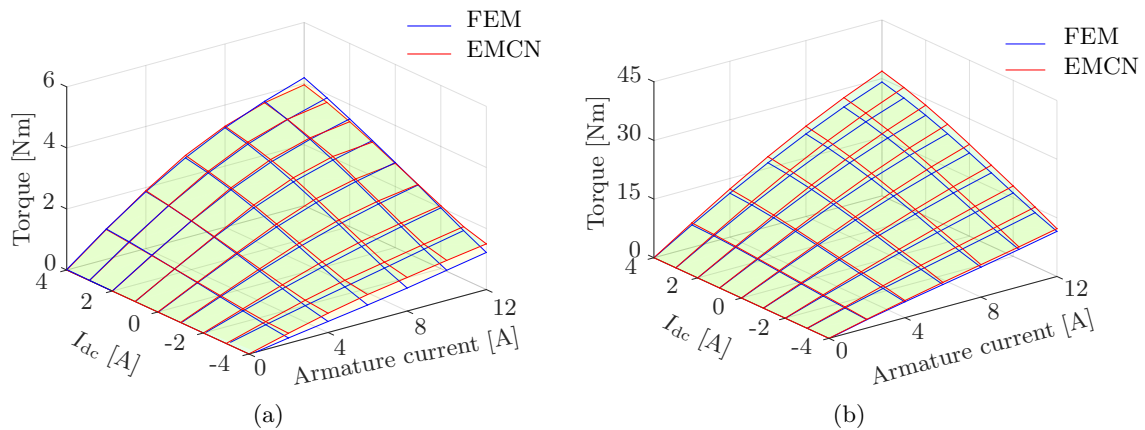 FEM
EMCN
6
4
2
0
Torque [Nm]
4
2
0
-2
-4
I_dc [A]
0
4
8
12
Armature current [A]
(a)
FEM
EMCN
45
30
15
0
Torque [Nm]
4
2
0
-2
-4
I_dc [A]
0
4
8
12
Armature current [A]
(b)